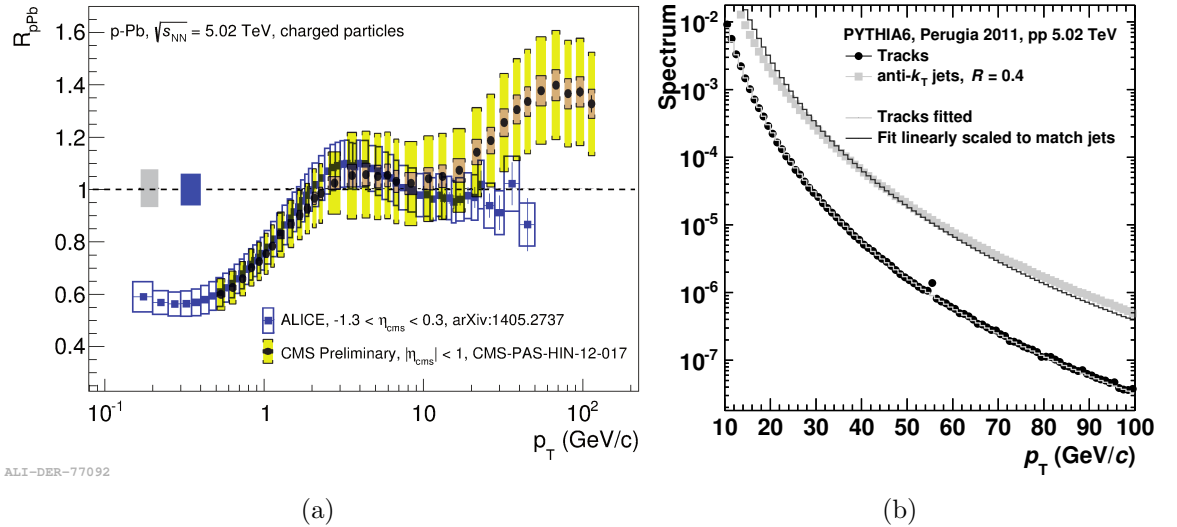 R_pPb
1.6
1.4
1.2
1
0.8
0.6
0.4
p-Pb, √s_NN = 5.02 TeV, charged particles
ALICE, -1.3 < η_cms < 0.3, arXiv:1405.2737
CMS Preliminary, |η_cms| < 1, CMS-PAS-HIN-12-017
10^-1 1 10 10^2
p_T (GeV/c)
ALI-DER-77092
(a)
Spectrum
10^-2
10^-3
10^-4
10^-5
10^-6
10^-7
PYTHIA6, Perugia 2011, pp 5.02 TeV
Tracks
anti-k_T jets, R = 0.4
Tracks fitted
Fit linearly scaled to match jets
10 20 30 40 50 60 70 80 90 100
p_T (GeV/c)
(b)